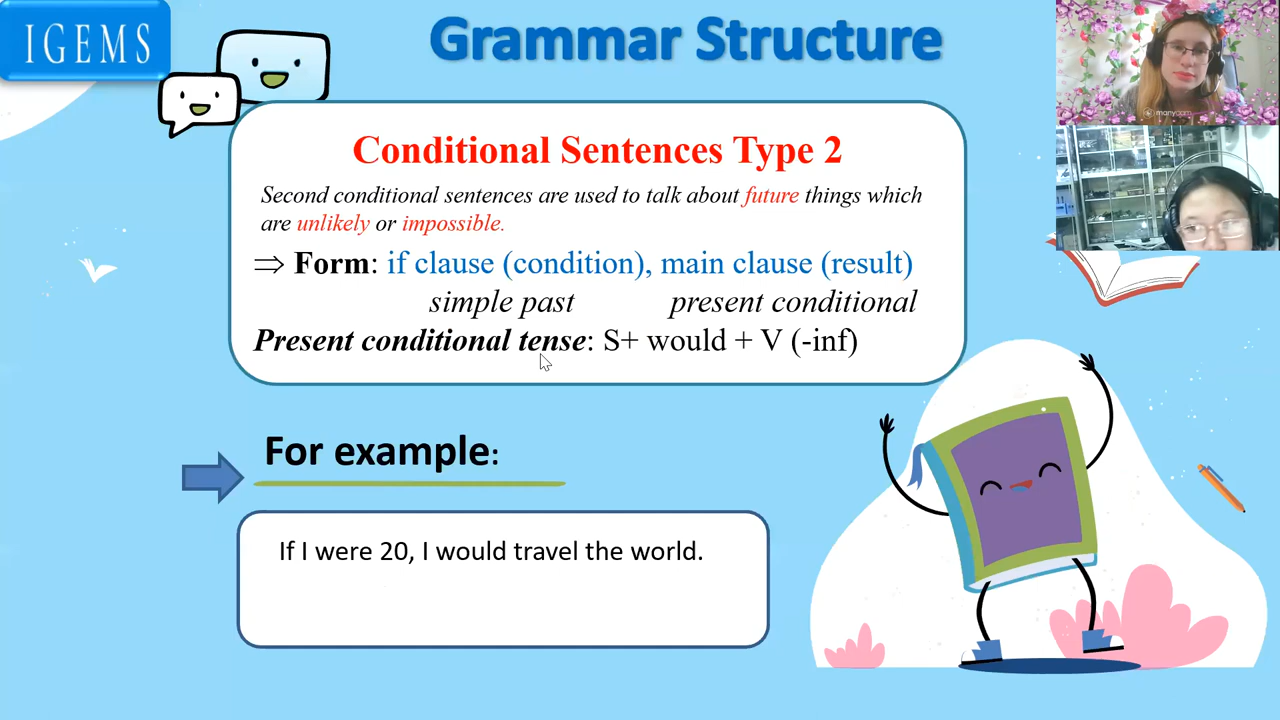 IGEMS
Grammar Structure
Conditional Sentences Type 2
Second conditional sentences are used to talk about future things which
are unlikely or impossible.
⇒ Form: if clause (condition), main clause (result)
simple past present conditional
Present conditional tense: S+ would + V (-inf)
For example:
If I were 20, I would travel the world.
manycam